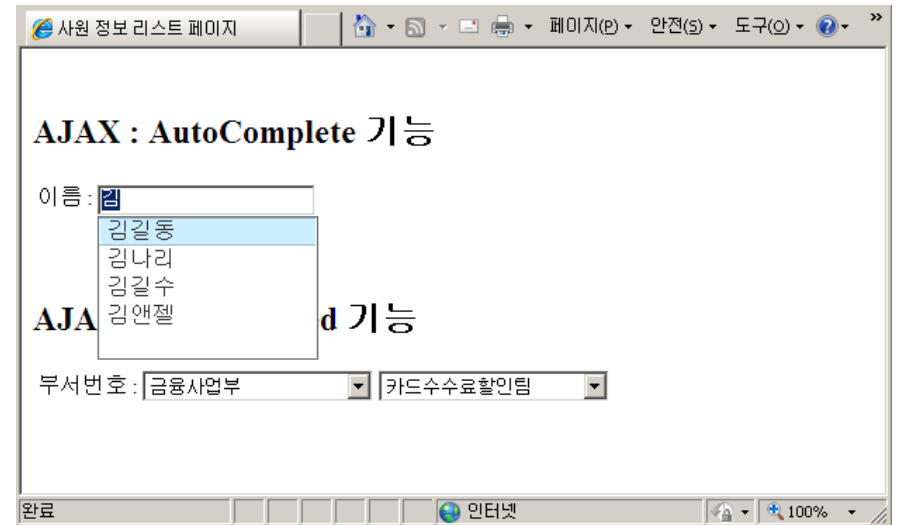 사원 정보 리스트 페이지 페이지(P) 안전(S) 도구(O) »
AJAX : AutoComplete 기능
이름 : 김
김길동
김나리
김길수
김앤젤
AJA d 기능
부서번호 : 금융사업부 카드수수료할인팀
완료 인터넷 100%